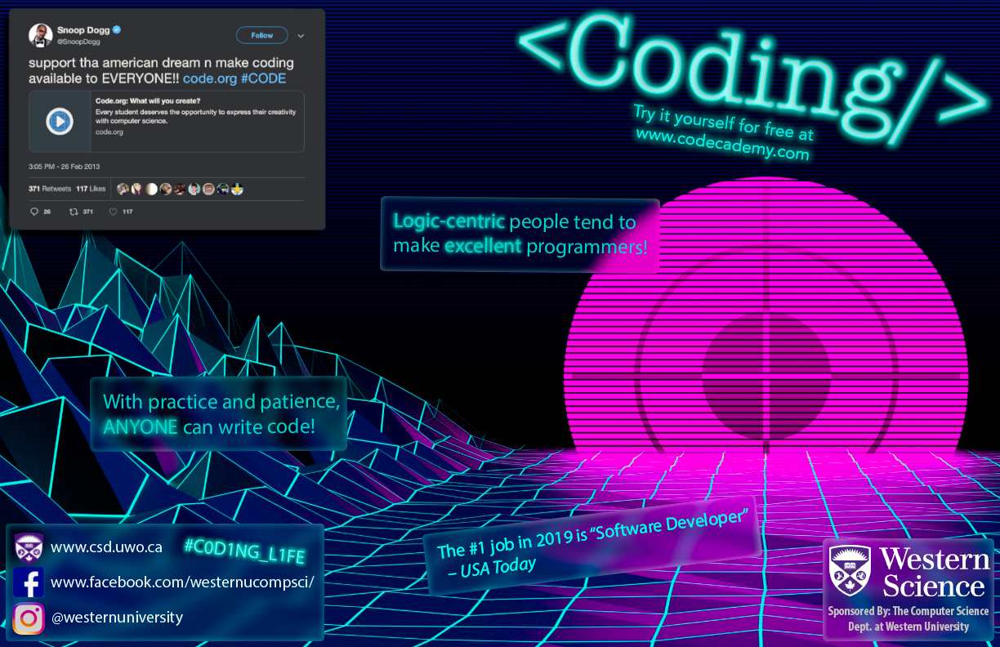 Snoop Dogg
@SnoopDogg
Follow
support tha american dream n make coding
available to EVERYONE!! code.org #CODE
Code.org: What will you create?
Every student deserves the opportunity to express their creativity
with computer science.
code.org
3:05 PM - 26 Feb 2013
371 Retweets 117 Likes
26 371 117
<Coding/>
Try it yourself for free at
www.codecademy.com
Logic-centric people tend to
make excellent programmers!
With practice and patience,
ANYONE can write code!
The #1 job in 2019 is “Software Developer”
– USA Today
www.csd.uwo.ca #C0D1NG_L1FE
www.facebook.com/westernucompsci/
@westernuniversity
Western
Science
Sponsored By: The Computer Science
Dept. at Western University